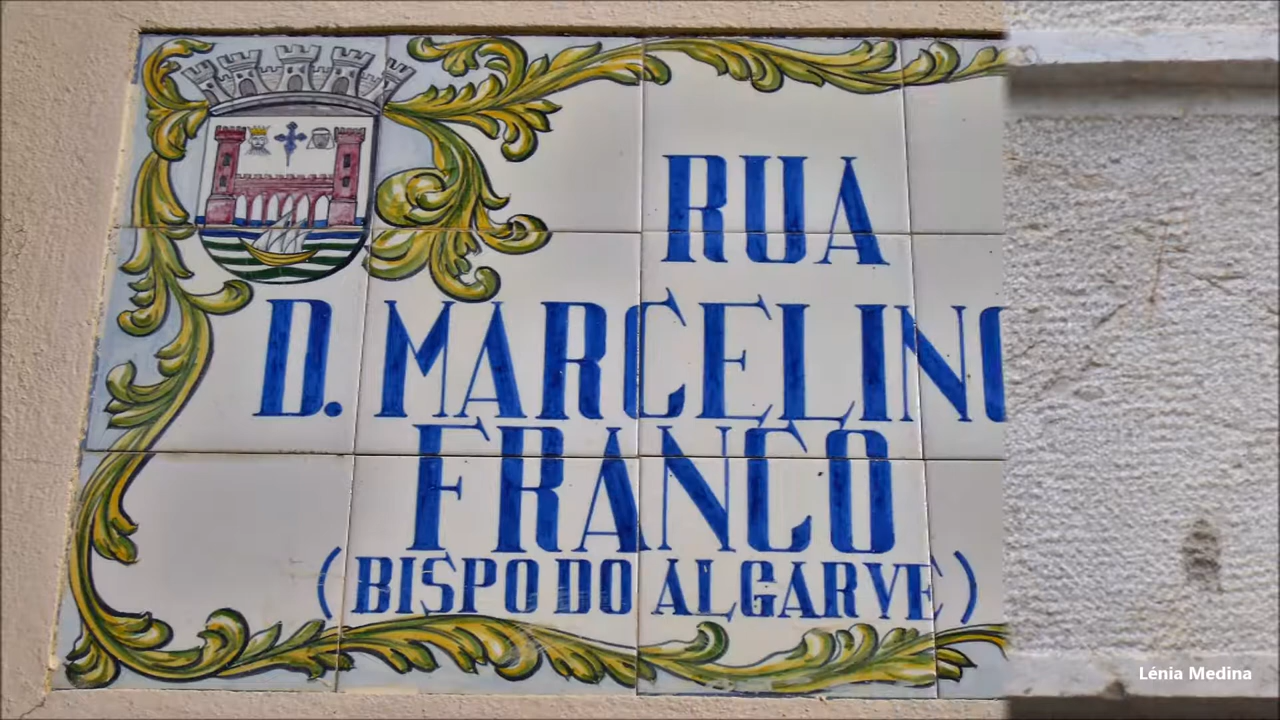 RUA
D. MARCELINO
FRANCO
(BISPO DO ALGARVE)
Lénia Medina